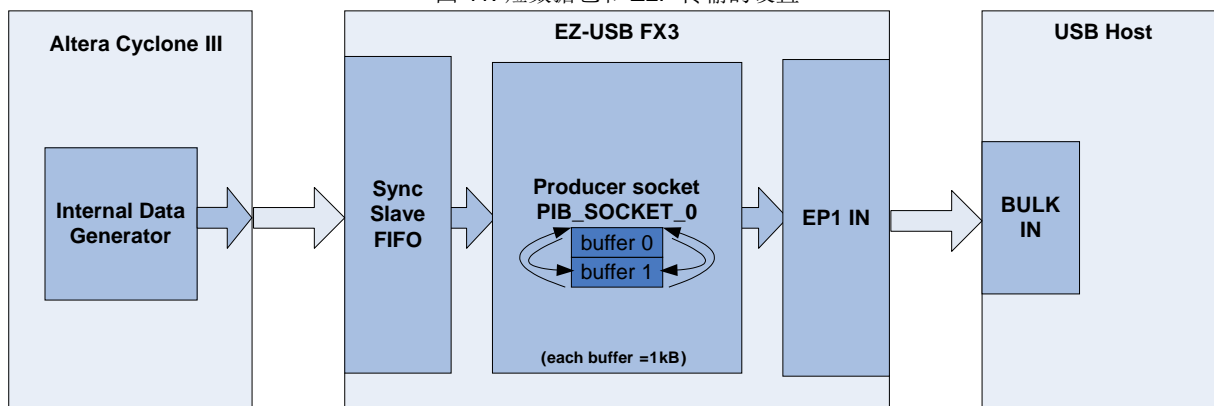 Altera Cyclone III
EZ-USB FX3
USB Host
Internal Data
Generator
Sync
Slave
FIFO
Producer socket
PIB_SOCKET_0
buffer 0
buffer 1
(each buffer =1kB)
EP1 IN
BULK
IN